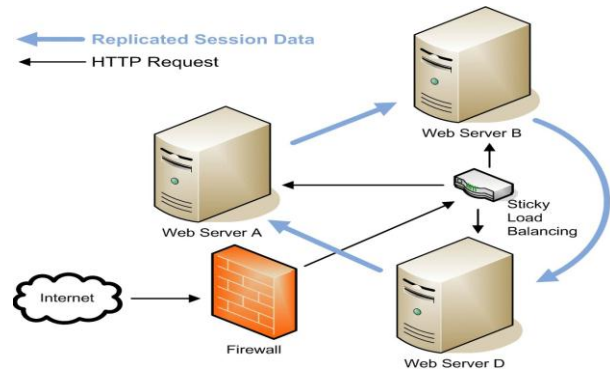 Replicated Session Data
HTTP Request
Web Server B
Web Server A
Sticky
Load
Balancing
Internet
Firewall
Web Server D